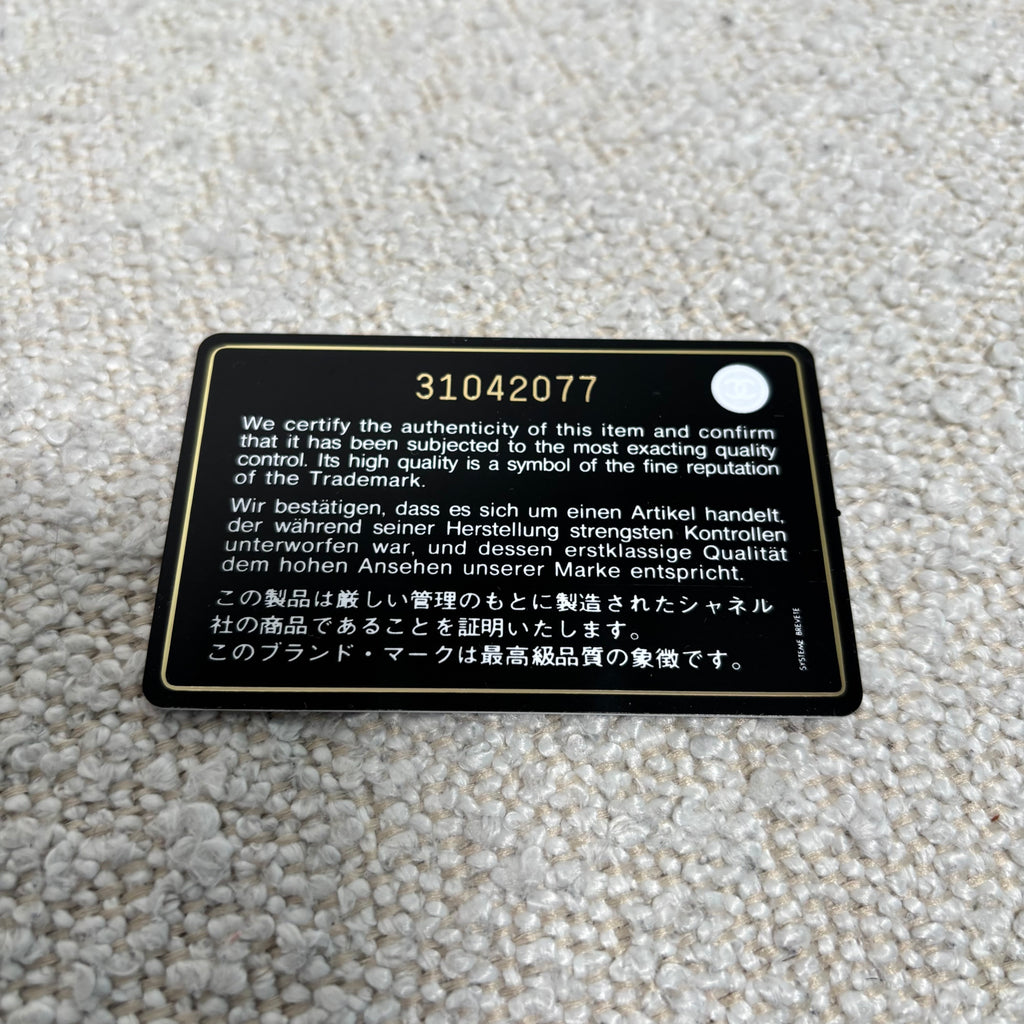 31042077
We certify the authenticity of this item and confirm
that it has been subjected to the most exacting quality
control. Its high quality is a symbol of the fine reputation
of the Trademark.
Wir bestätigen, dass es sich um einen Artikel handelt,
der während seiner Herstellung strengsten Kontrollen
unterworfen war, und dessen erstklassige Qualität
dem hohen Ansehen unserer Marke entspricht.
この製品は厳しい管理のもとに製造されたシャネル
社の商品であることを証明いたします。
このブランド・マークは最高級品質の象徴です。
SYSTEME BREVETE